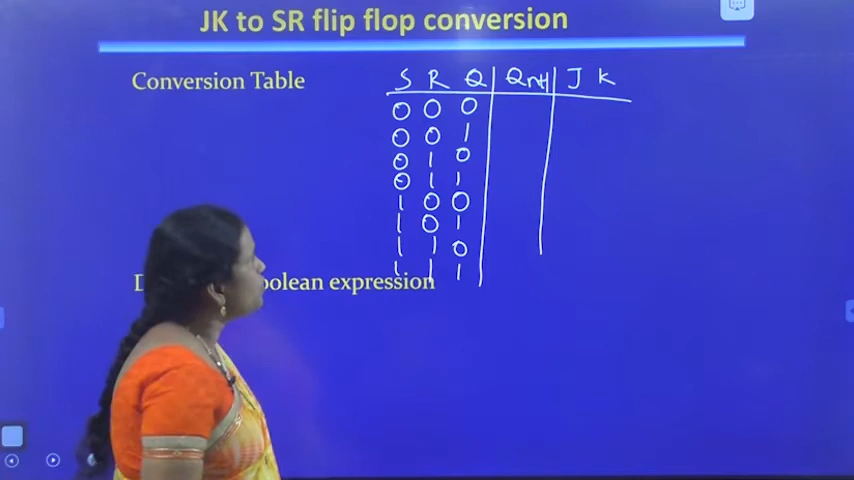 JK to SR flip flop conversion
Conversion Table
S R Q Qn+1 J K
0 0 0
0 0 1
0 1 0
0 1 1
1 0 0
1 0 1
1 1 0
1 1 1
expression